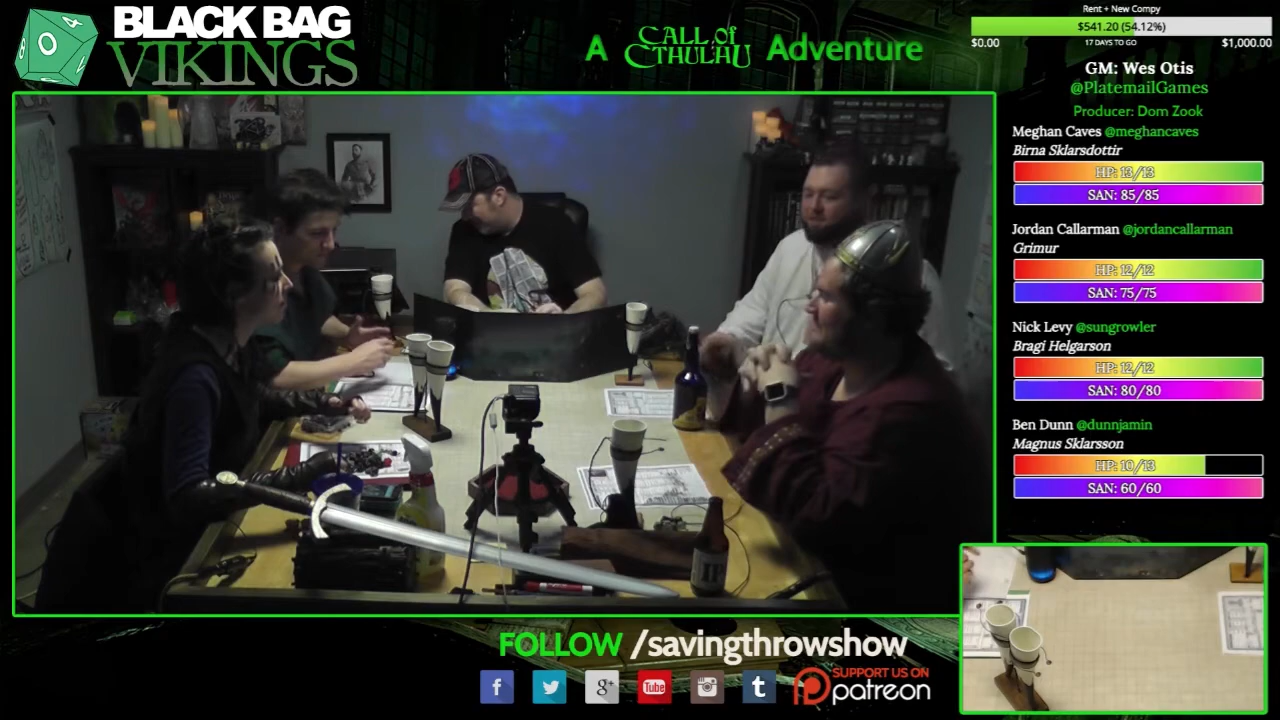 BLACK BAG
VIKINGS
A CALL of CTHULHU Adventure
Rent + New Compy
$541.20 (54.12%)
$0.00 17 DAYS TO GO $1,000.00
GM: Wes Otis
@PlatemailGames
Producer: Dom Zook
Meghan Caves @meghancaves
Birna Sklarsdottir
HP: 13/13
SAN: 85/85
Jordan Callarman @jordancallarman
Grimur
HP: 12/12
SAN: 75/75
Nick Levy @sungrowler
Bragi Helgarson
HP: 12/12
SAN: 80/80
Ben Dunn @dunnjamin
Magnus Sklarsson
HP: 10/13
SAN: 60/60
FOLLOW /savingthrowshow
f g+ You Tube t
SUPPORT US ON
patreon